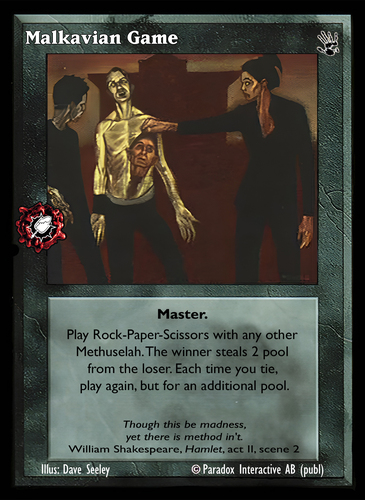 Malkavian Game
Master.
Play Rock-Paper-Scissors with any other
Methuselah. The winner steals 2 pool
from the loser. Each time you tie,
play again, but for an additional pool.
Though this be madness,
yet there is method in't.
William Shakespeare, Hamlet, act II, scene 2
Illus: Dave Seeley
© Paradox Interactive AB (publ)